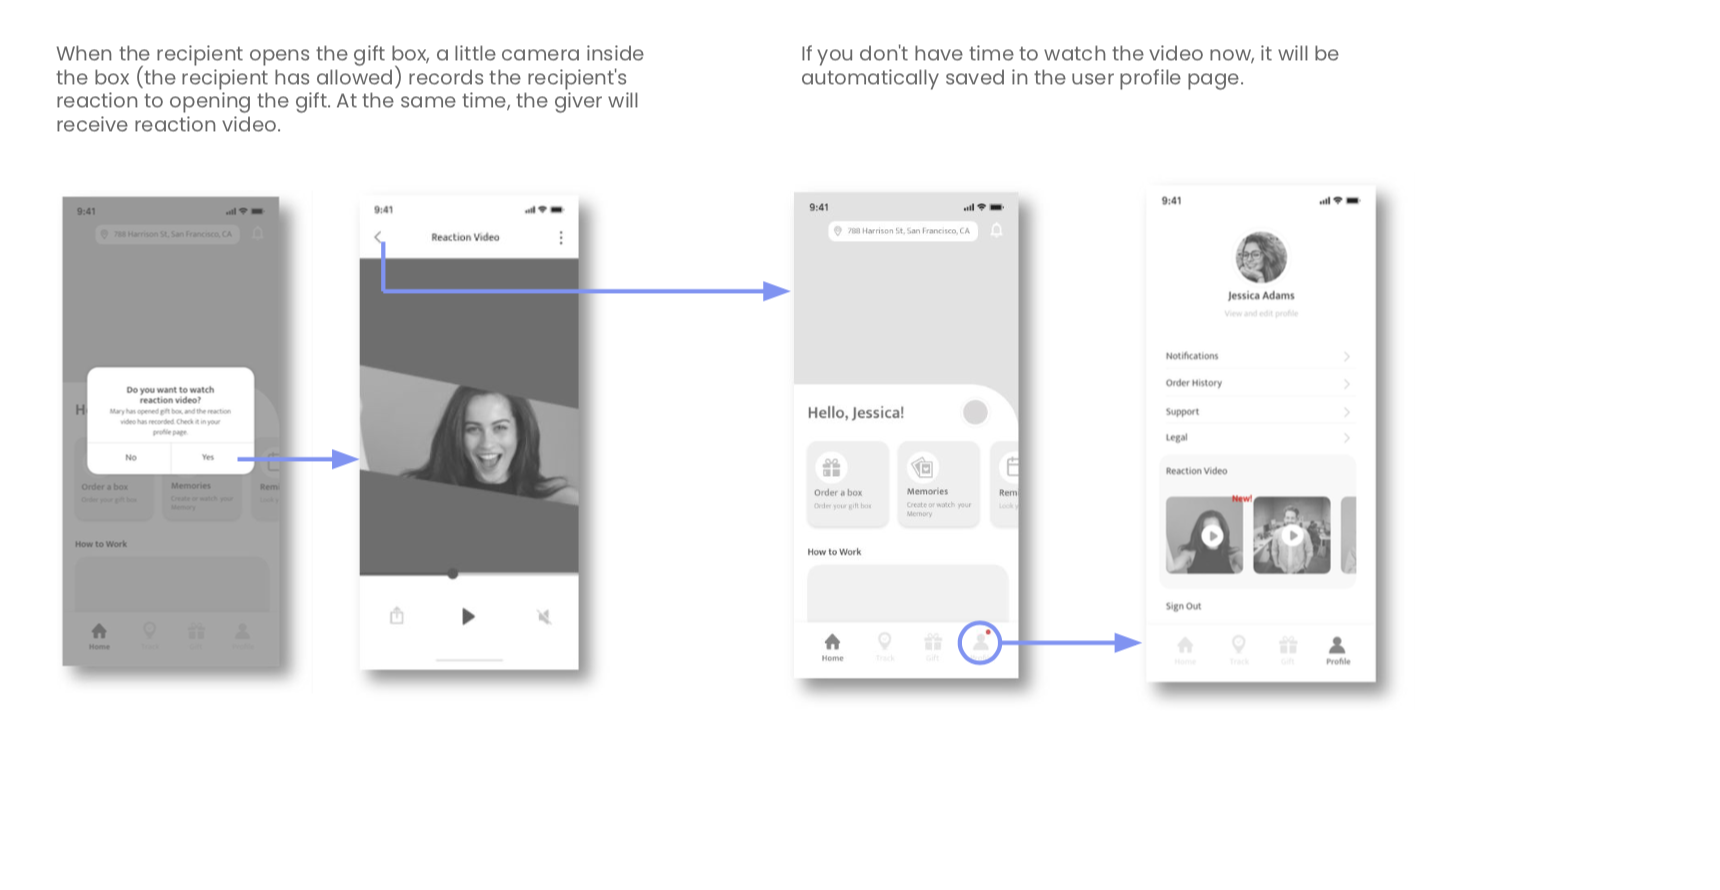 When the recipient opens the gift box, a little camera inside
the box (the recipient has allowed) records the recipient's
reaction to opening the gift. At the same time, the giver will
receive reaction video.
If you don't have time to watch the video now, it will be
automatically saved in the user profile page.
9:41
788 Harrison St, San Francisco, CA
H
Do you want to watch
reaction video?
Mary has opened gift box, and the reaction
video has recorded. Check it in your
profile page.
No
Yes
Order a box
Order your gift box
Memories
Create or watch your
Memory
Rem
How to Work
Home
Track
Gift
Profile
9:41
Reaction Video
9:41
788 Harrison St, San Francisco, CA
Hello, Jessica!
Order a box
Order your gift box
Memories
Create or watch your
Memory
Rem
Look y
How to Work
Home
Track
Gift
9:41
Jessica Adams
View and edit profile
Notifications
Order History
Support
Legal
Reaction Video
New!
Sign Out
Home
Track
Gift
Profile